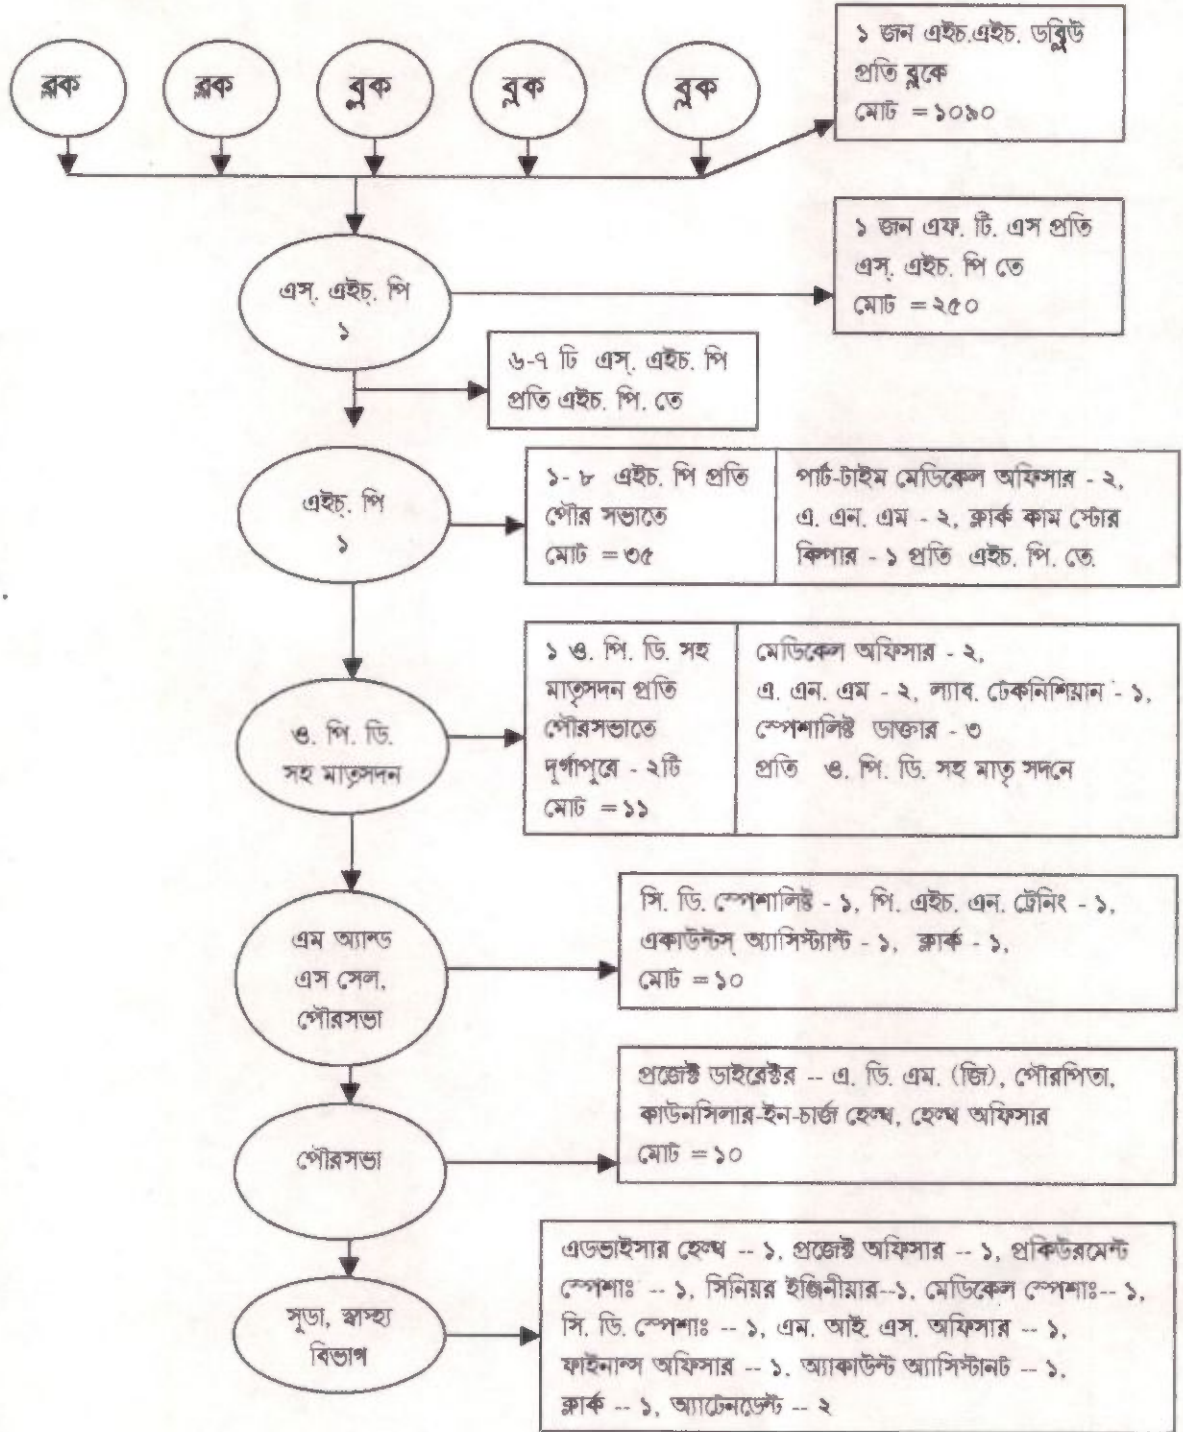 ব্লক ব্লক ব্লক ব্লক ব্লক
১ জন এইচ.এইচ. ডব্লিউ
প্রতি ব্লকে
মোট = ১০৯০
এস্. এইচ্. পি
১
১ জন এফ. টি. এস প্রতি
এস্. এইচ. পি তে
মোট = ২৫০
৬-৭ টি এস্. এইচ. পি
প্রতি এইচ. পি. তে
এইচ্. পি
১
১- ৮ এইচ. পি প্রতি
পৌর সভাতে
মোট = ৩৫
পার্ট-টাইম মেডিকেল অফিসার - ২,
এ. এন. এম - ২, ক্লার্ক কাম স্টোর
কিপার - ১ প্রতি এইচ. পি. তে.
ও. পি. ডি.
সহ মাতৃসদন
১ ও. পি. ডি. সহ
মাতৃসদন প্রতি
পৌরসভাতে
দূর্গাপুরে - ২টি
মোট = ১১
মেডিকেল অফিসার - ২,
এ. এন. এম - ২, ল্যাব. টেকনিশিয়ান - ১,
স্পেশালিষ্ট ডাক্তার - ৩
প্রতি ও. পি. ডি. সহ মাতৃ সদনে
এম অ্যান্ড
এস সেল,
পৌরসভা
সি. ডি. স্পেশালিষ্ট - ১, পি. এইচ. এন. ট্রেনিং - ১,
একাউন্টস্ অ্যাসিস্ট্যান্ট - ১, ক্লার্ক - ১,
মোট = ১০
পৌরসভা
প্রজেক্ট ডাইরেক্টর -- এ. ডি. এম. (জি), পৌরপিতা,
কাউনসিলার-ইন-চার্জ হেল্থ, হেল্থ অফিসার
মোট = ১০
সূডা, স্বাস্থ্য
বিভাগ
এডভাইসার হেল্থ -- ১, প্রজেক্ট অফিসার -- ১, প্রকিউরমেন্ট
স্পেশাঃ -- ১, সিনিয়র ইঞ্জিনীয়ার--১, মেডিকেল স্পেশাঃ-- ১,
সি. ডি. স্পেশাঃ -- ১, এম. আই. এস. অফিসার -- ১,
ফাইনান্স অফিসার -- ১, অ্যাকাউন্ট অ্যাসিস্টানট -- ১,
ক্লার্ক -- ১, অ্যাটেনডেন্ট -- ২